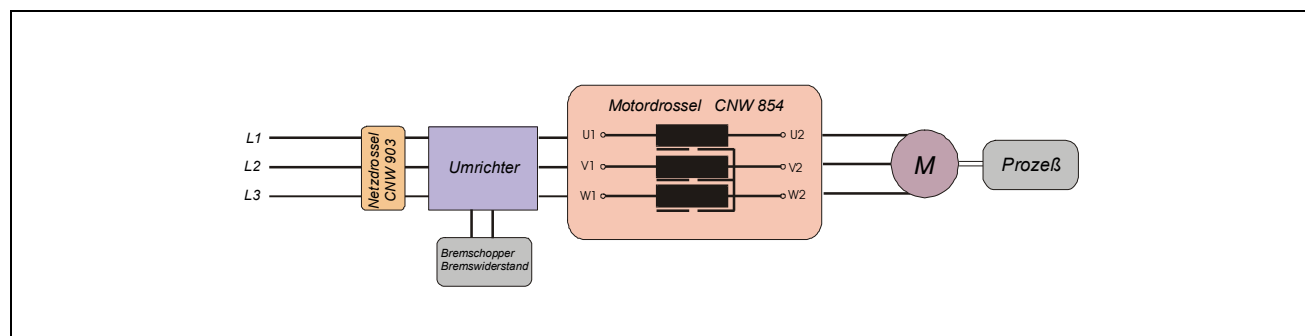 L1
L2
L3
Netzdrossel
CNW 903
Umrichter
Bremschopper
Bremswiderstand
Motordrossel CNW 854
U1
U2
V1
V2
W1
W2
M
Prozeß